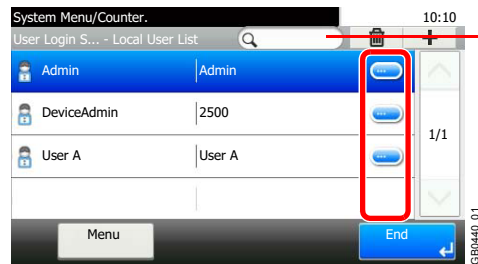 System Menu/Counter.
10:10
User Login S... - Local User List
Admin
Admin
DeviceAdmin
2500
User A
User A
1/1
Menu
End
GB0440_01